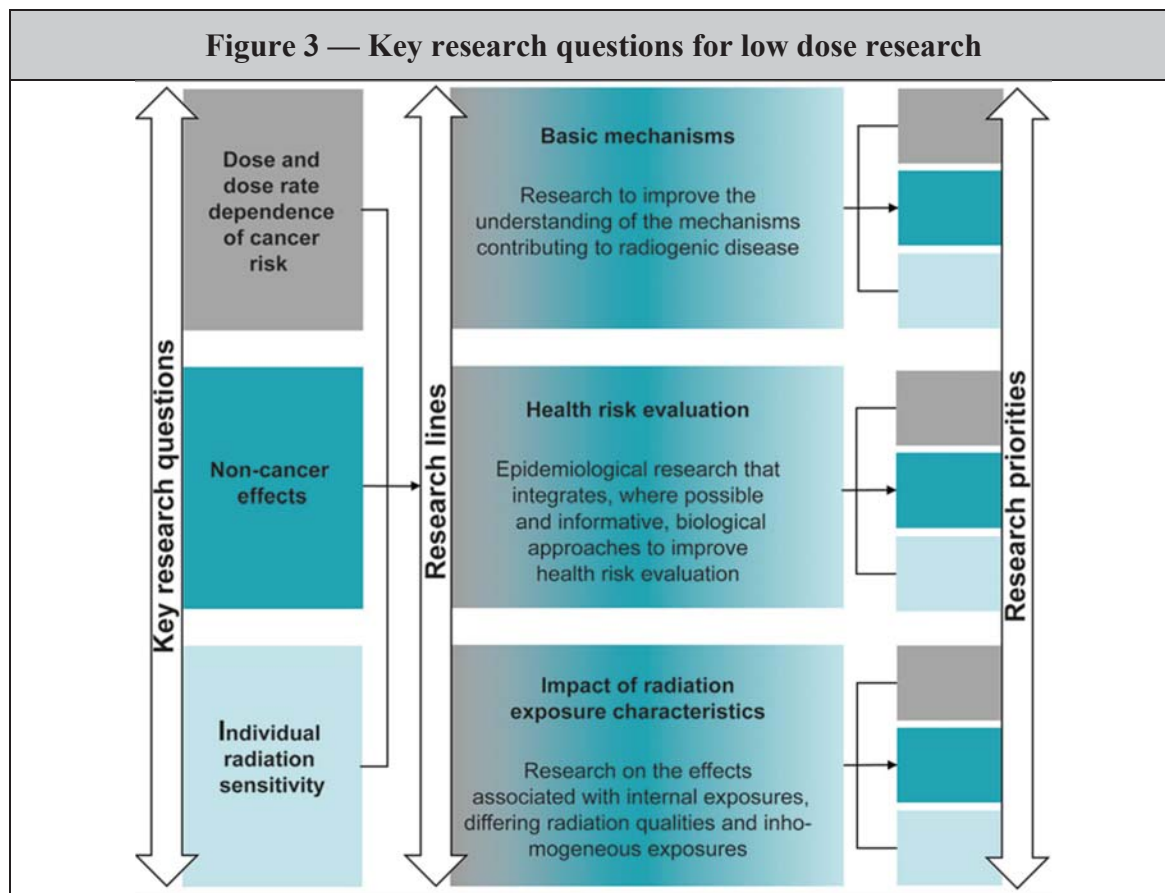 Figure 3 — Key research questions for low dose research
Key research questions
Dose and
dose rate
dependence
of cancer
risk
Non-cancer
effects
Individual
radiation
sensitivity
Research lines
Basic mechanisms
Research to improve the
understanding of the mechanisms
contributing to radiogenic disease
Health risk evaluation
Epidemiological research that
integrates, where possible
and informative, biological
approaches to improve
health risk evaluation
Impact of radiation
exposure characteristics
Research on the effects
associated with internal exposures,
differing radiation qualities and inho-
mogeneous exposures
Research priorities